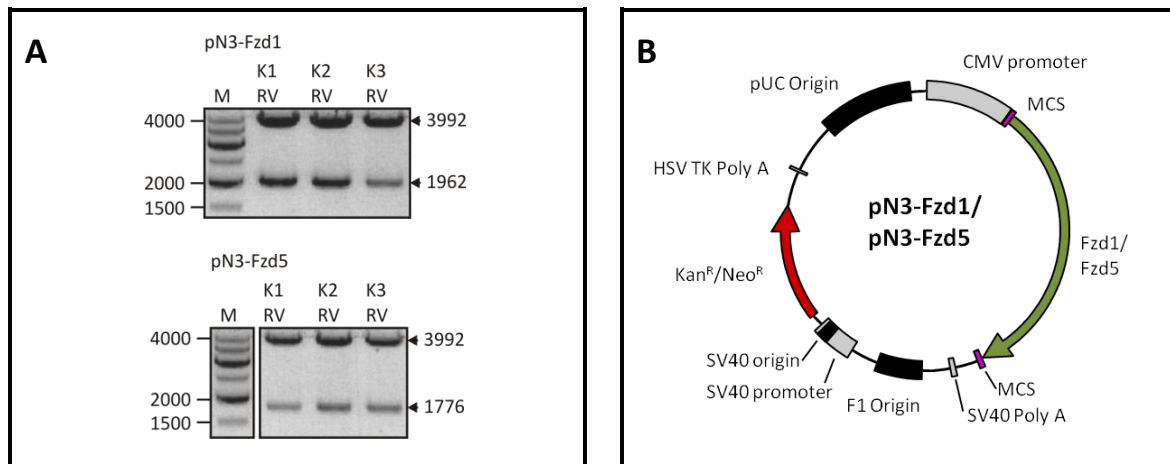 A
pN3-Fzd1
K1 K2 K3
M RV RV RV
4000
3992
2000
1962
1500
pN3-Fzd5
K1 K2 K3
M RV RV RV
4000
3992
2000
1776
1500
B
CMV promoter
pUC Origin
MCS
HSV TK Poly A
pN3-Fzd1/
pN3-Fzd5
Fzd1/
Fzd5
Kanᴿ/Neoᴿ
SV40 origin
SV40 promoter
F1 Origin
MCS
SV40 Poly A